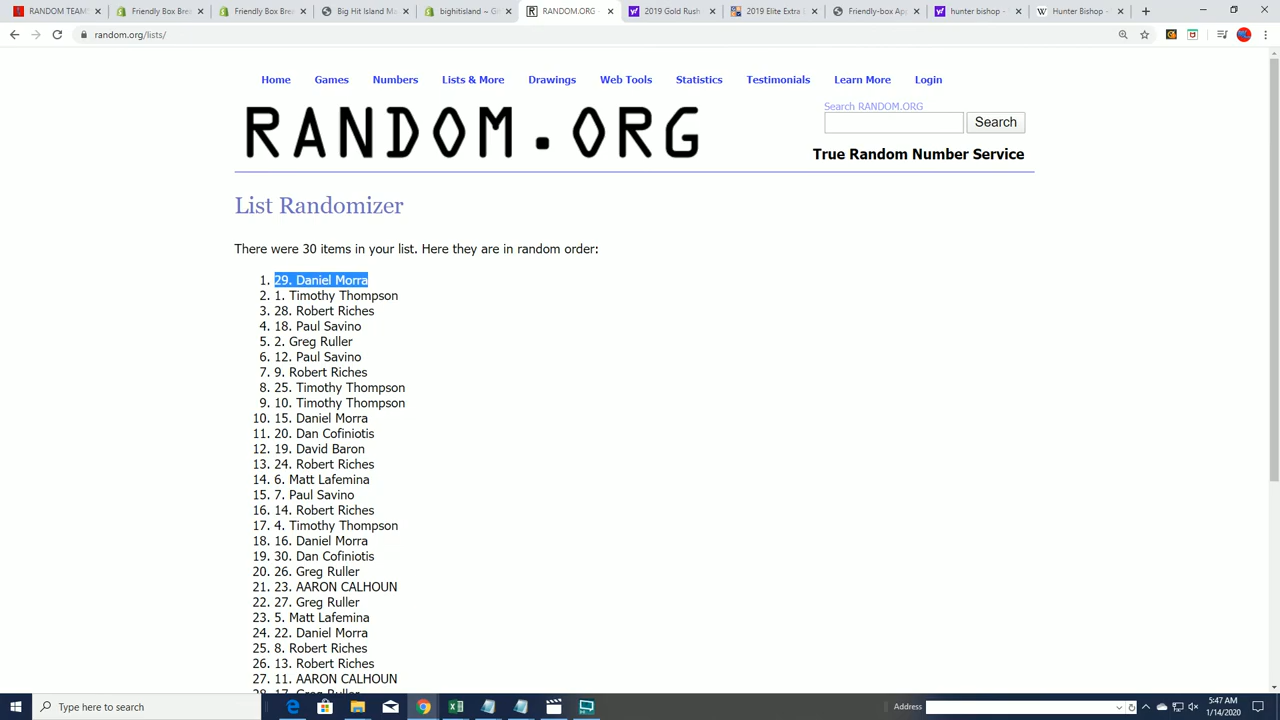 RANDOM TEAM
Friendly Box Bree
Friendly Box Bree
Big Hit Island Ma
bighitisland ~ Gi
RANDOM.ORG -
2019 Gold Rush
2019 Elite Extra
Friendly-box App
hunter bishop -
Hunter Bishop -
random.org/lists/
Home Games Numbers Lists & More Drawings Web Tools Statistics Testimonials Learn More Login
RANDOM.ORG
Search RANDOM.ORG
Search
True Random Number Service
List Randomizer
There were 30 items in your list. Here they are in random order:
1. 29. Daniel Morra
2. 1. Timothy Thompson
3. 28. Robert Riches
4. 18. Paul Savino
5. 2. Greg Ruller
6. 12. Paul Savino
7. 9. Robert Riches
8. 25. Timothy Thompson
9. 10. Timothy Thompson
10. 15. Daniel Morra
11. 20. Dan Cofiniotis
12. 19. David Baron
13. 24. Robert Riches
14. 6. Matt Lafemina
15. 7. Paul Savino
16. 14. Robert Riches
17. 4. Timothy Thompson
18. 16. Daniel Morra
19. 30. Dan Cofiniotis
20. 26. Greg Ruller
21. 23. AARON CALHOUN
22. 27. Greg Ruller
23. 5. Matt Lafemina
24. 22. Daniel Morra
25. 8. Robert Riches
26. 13. Robert Riches
27. 11. AARON CALHOUN
28. 17. Greg Ruller
Type here to search
Address
5:47 AM
1/14/2020